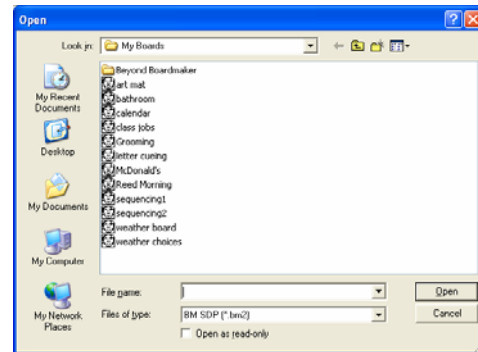 Open
Look in: My Boards
My Recent
Documents
Desktop
My Documents
My Computer
My Network
Places
Beyond Boardmaker
art mat
bathroom
calendar
class jobs
Grooming
letter cueing
McDonald's
Reed Morning
sequencing1
sequencing2
weather board
weather choices
File name:
Open
Files of type: BM SDP (*.bm2)
Cancel
Open as read-only